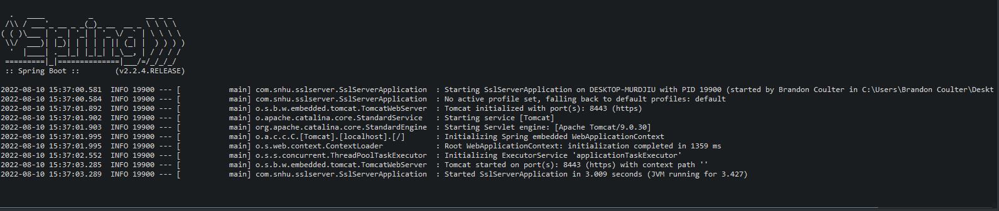 .   ____          _            __ _ _
 /\\ / ___'_ __ _ _(_)_ __  __ _ \ \ \ \
( ( )\___ | '_ | '_| | '_ \/ _` | \ \ \ \
 \\/  ___)| |_)| | | | | || (_| |  ) ) ) )
  '  |____| .__|_| |_|_| |_\__, | / / / /
 =========|_|==============|___/=/_/_/_/
 :: Spring Boot ::        (v2.2.4.RELEASE)
2022-08-10 15:37:00.581  INFO 19900 --- [           main] com.snhu.sslserver.SslServerApplication  : Starting SslServerApplication on DESKTOP-MURDJIU with PID 19900 (started by Brandon Coulter in C:\Users\Brandon Coulter\Deskt
2022-08-10 15:37:00.584  INFO 19900 --- [           main] com.snhu.sslserver.SslServerApplication  : No active profile set, falling back to default profiles: default
2022-08-10 15:37:01.892  INFO 19900 --- [           main] o.s.b.w.embedded.tomcat.TomcatWebServer  : Tomcat initialized with port(s): 8443 (https)
2022-08-10 15:37:01.902  INFO 19900 --- [           main] o.apache.catalina.core.StandardService   : Starting service [Tomcat]
2022-08-10 15:37:01.903  INFO 19900 --- [           main] org.apache.catalina.core.StandardEngine  : Starting Servlet engine: [Apache Tomcat/9.0.30]
2022-08-10 15:37:01.995  INFO 19900 --- [           main] o.a.c.c.C.[Tomcat].[localhost].[/]       : Initializing Spring embedded WebApplicationContext
2022-08-10 15:37:01.995  INFO 19900 --- [           main] o.s.web.context.ContextLoader            : Root WebApplicationContext: initialization completed in 1359 ms
2022-08-10 15:37:02.552  INFO 19900 --- [           main] o.s.s.concurrent.ThreadPoolTaskExecutor  : Initializing ExecutorService 'applicationTaskExecutor'
2022-08-10 15:37:03.285  INFO 19900 --- [           main] o.s.b.w.embedded.tomcat.TomcatWebServer  : Tomcat started on port(s): 8443 (https) with context path ''
2022-08-10 15:37:03.289  INFO 19900 --- [           main] com.snhu.sslserver.SslServerApplication  : Started SslServerApplication in 3.009 seconds (JVM running for 3.427)